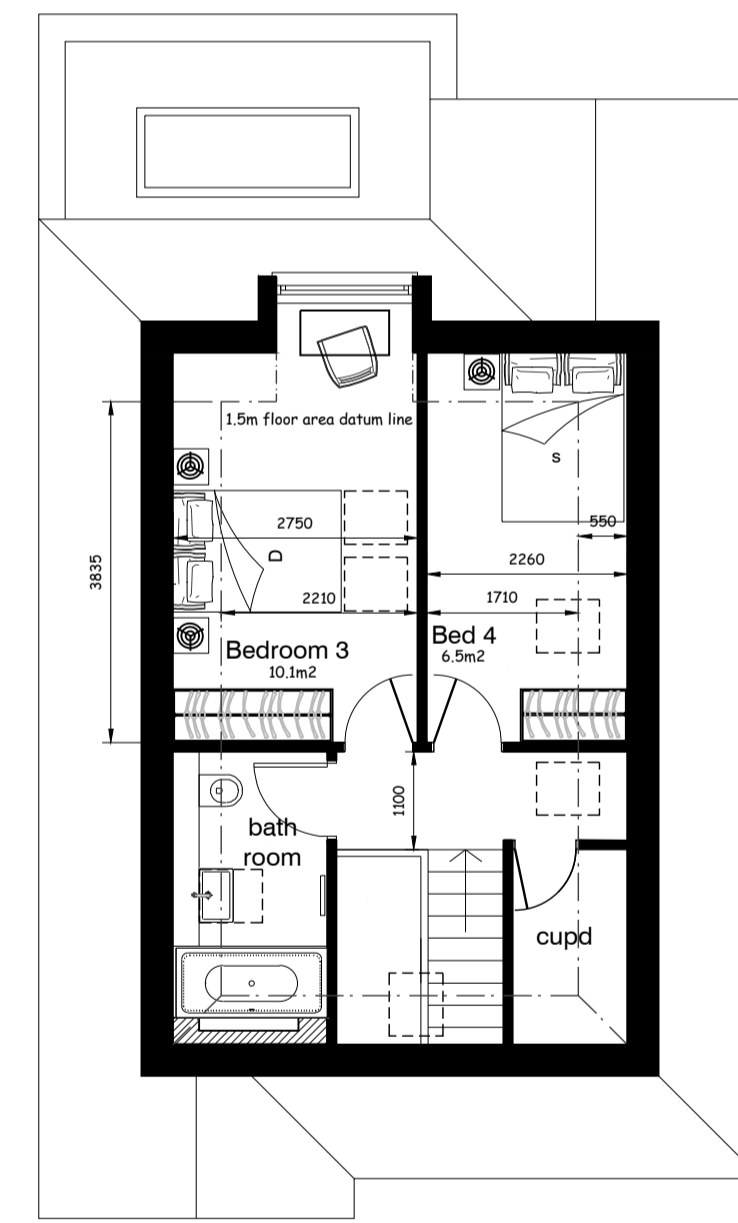 1.5m floor area datum line
s
550
2750
D
3835
2260
2210
1710
Bedroom 3
10.1m2
Bed 4
6.5m2
1100
bath
room
cupd